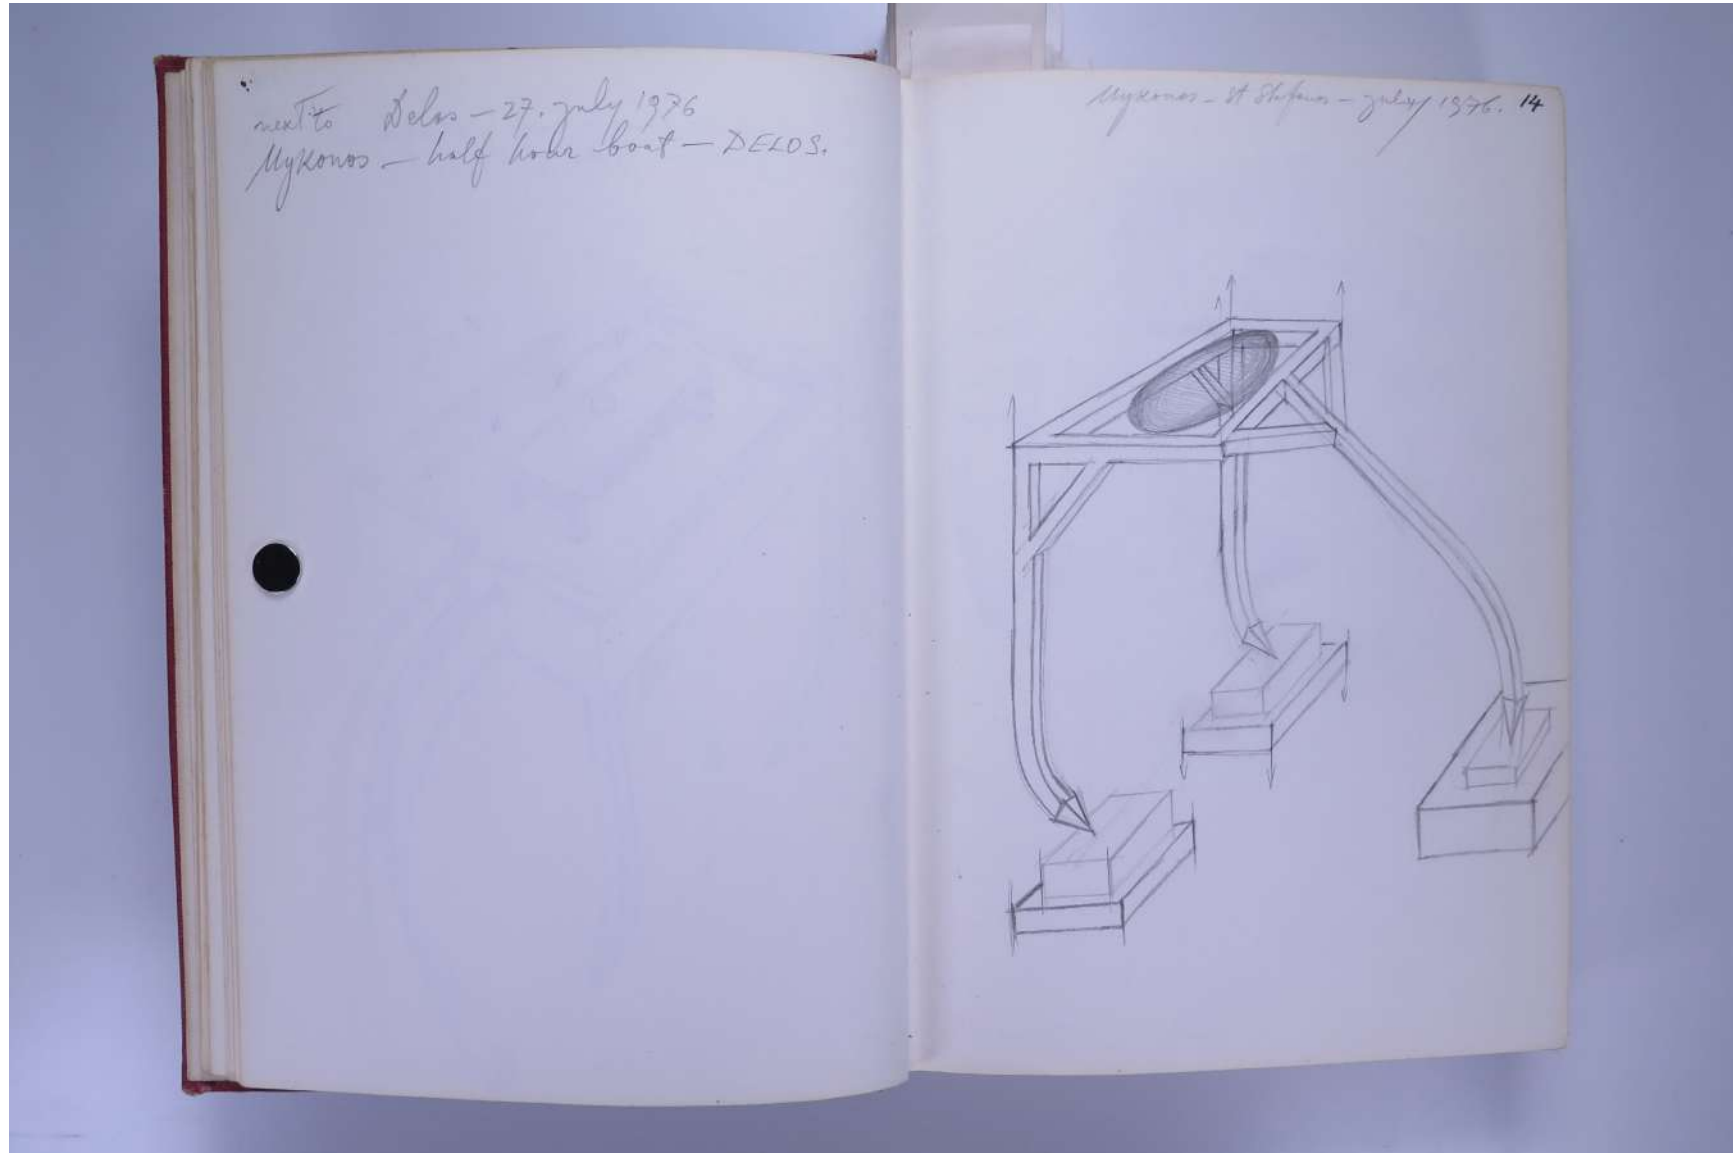 next to Delos – 27. july 1976
Mykonos – half hour boat – DELOS.
Mykonos – St Stefanos – july 1976. 14